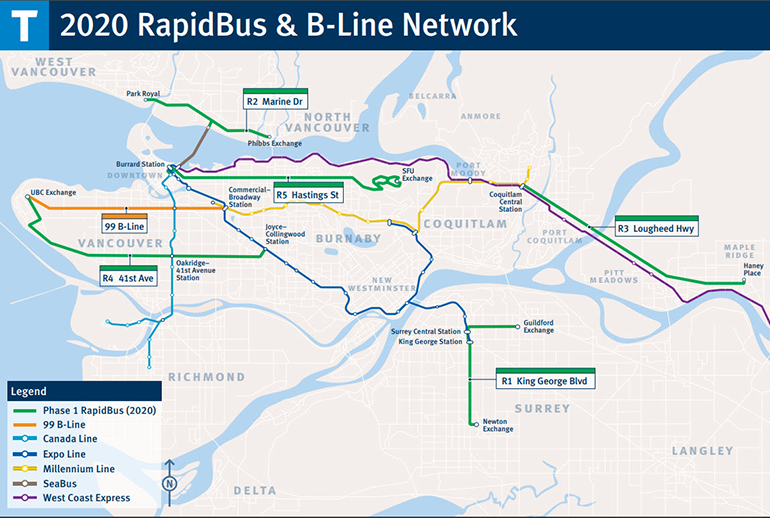 T
2020 RapidBus & B-Line Network
WEST
VANCOUVER
Park Royal
R2 Marine Dr
NORTH
VANCOUVER
Phibbs Exchange
BELCARRA
ANMORE
Burrard Station
DOWNTOWN
UBC Exchange
Commercial–
Broadway
Station
R5 Hastings St
SFU
Exchange
PORT
MOODY
Coquitlam
Central
Station
99 B-Line
VANCOUVER
Joyce–
Collingwood
Station
BURNABY
COQUITLAM
PORT
COQUITLAM
R3 Lougheed Hwy
MAPLE
RIDGE
Haney
Place
R4 41st Ave
Oakridge–
41st Avenue
Station
NEW
WESTMINSTER
PITT
MEADOWS
Surrey Central Station
King George Station
Guildford
Exchange
RICHMOND
R1 King George Blvd
SURREY
Newton
Exchange
LANGLEY
DELTA
Legend
Phase 1 RapidBus (2020)
99 B-Line
Canada Line
Expo Line
Millennium Line
SeaBus
West Coast Express
N